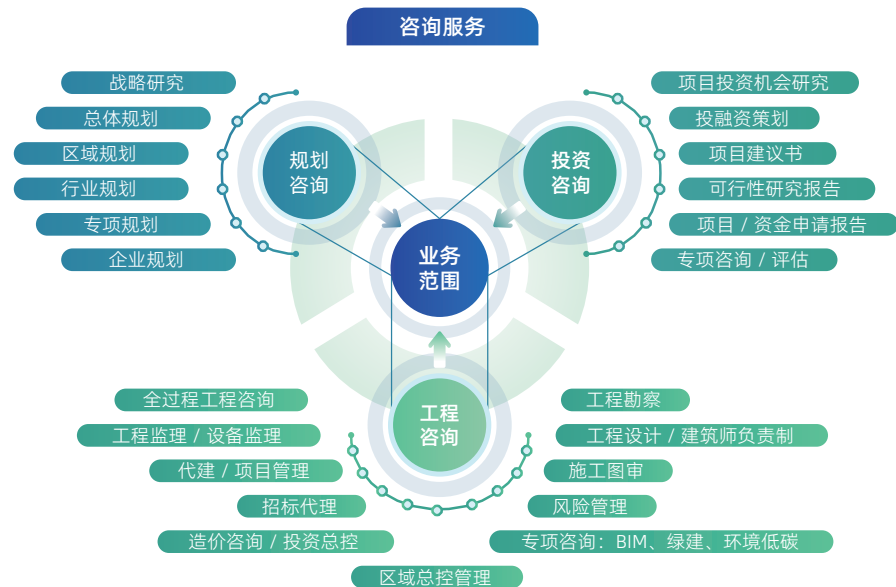 咨询服务
战略研究
总体规划
区域规划
行业规划
专项规划
企业规划
规划
咨询
投资
咨询
项目投资机会研究
投融资策划
项目建议书
可行性研究报告
项目 / 资金申请报告
专项咨询 / 评估
业务
范围
工程
咨询
全过程工程咨询
工程监理 / 设备监理
代建 / 项目管理
招标代理
造价咨询 / 投资总控
区域总控管理
工程勘察
工程设计 / 建筑师负责制
施工图审
风险管理
专项咨询：BIM、绿建、环境低碳